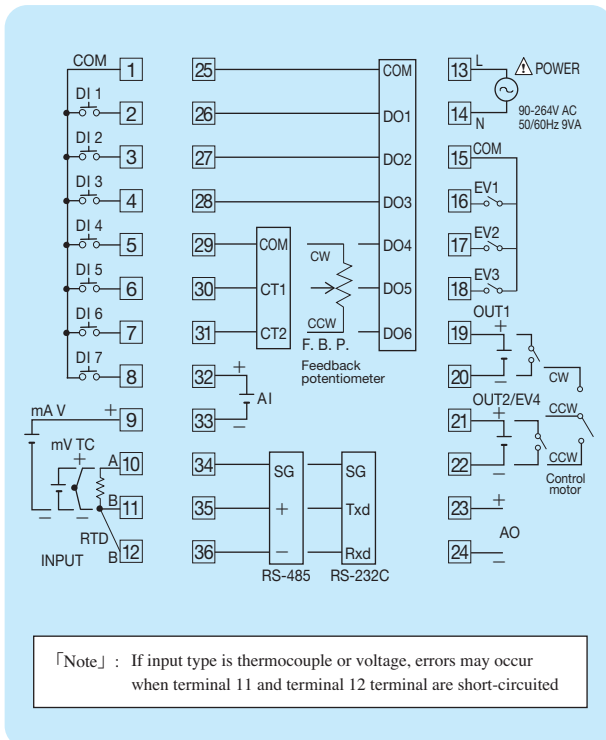 COM 1 25 COM 13 L ⚠ POWER
DI 1 2 26 DO1 14 N 90-264V AC
50/60Hz 9VA
DI 2 3 27 DO2 15 COM
DI 3 4 28 DO3 16 EV1
DI 4 5 29 COM CW DO4 17 EV2
DI 5 6 30 CT1 DO5 18 EV3
DI 6 7 31 CT2 CCW DO6 19 OUT1 +
F. B. P.
Feedback
potentiometer
DI 7 8 32 + AI 20 − CW
mA V + 9 33 − 21 OUT2/EV4 + CCW
mV TC + A 10 34 SG SG 22 − CCW
Control
motor
− − B 11 35 + Txd 23 +
AO
RTD B 12 36 − Rxd 24 −
INPUT
RS-485 RS-232C
「Note」: If input type is thermocouple or voltage, errors may occur
when terminal 11 and terminal 12 terminal are short-circuited